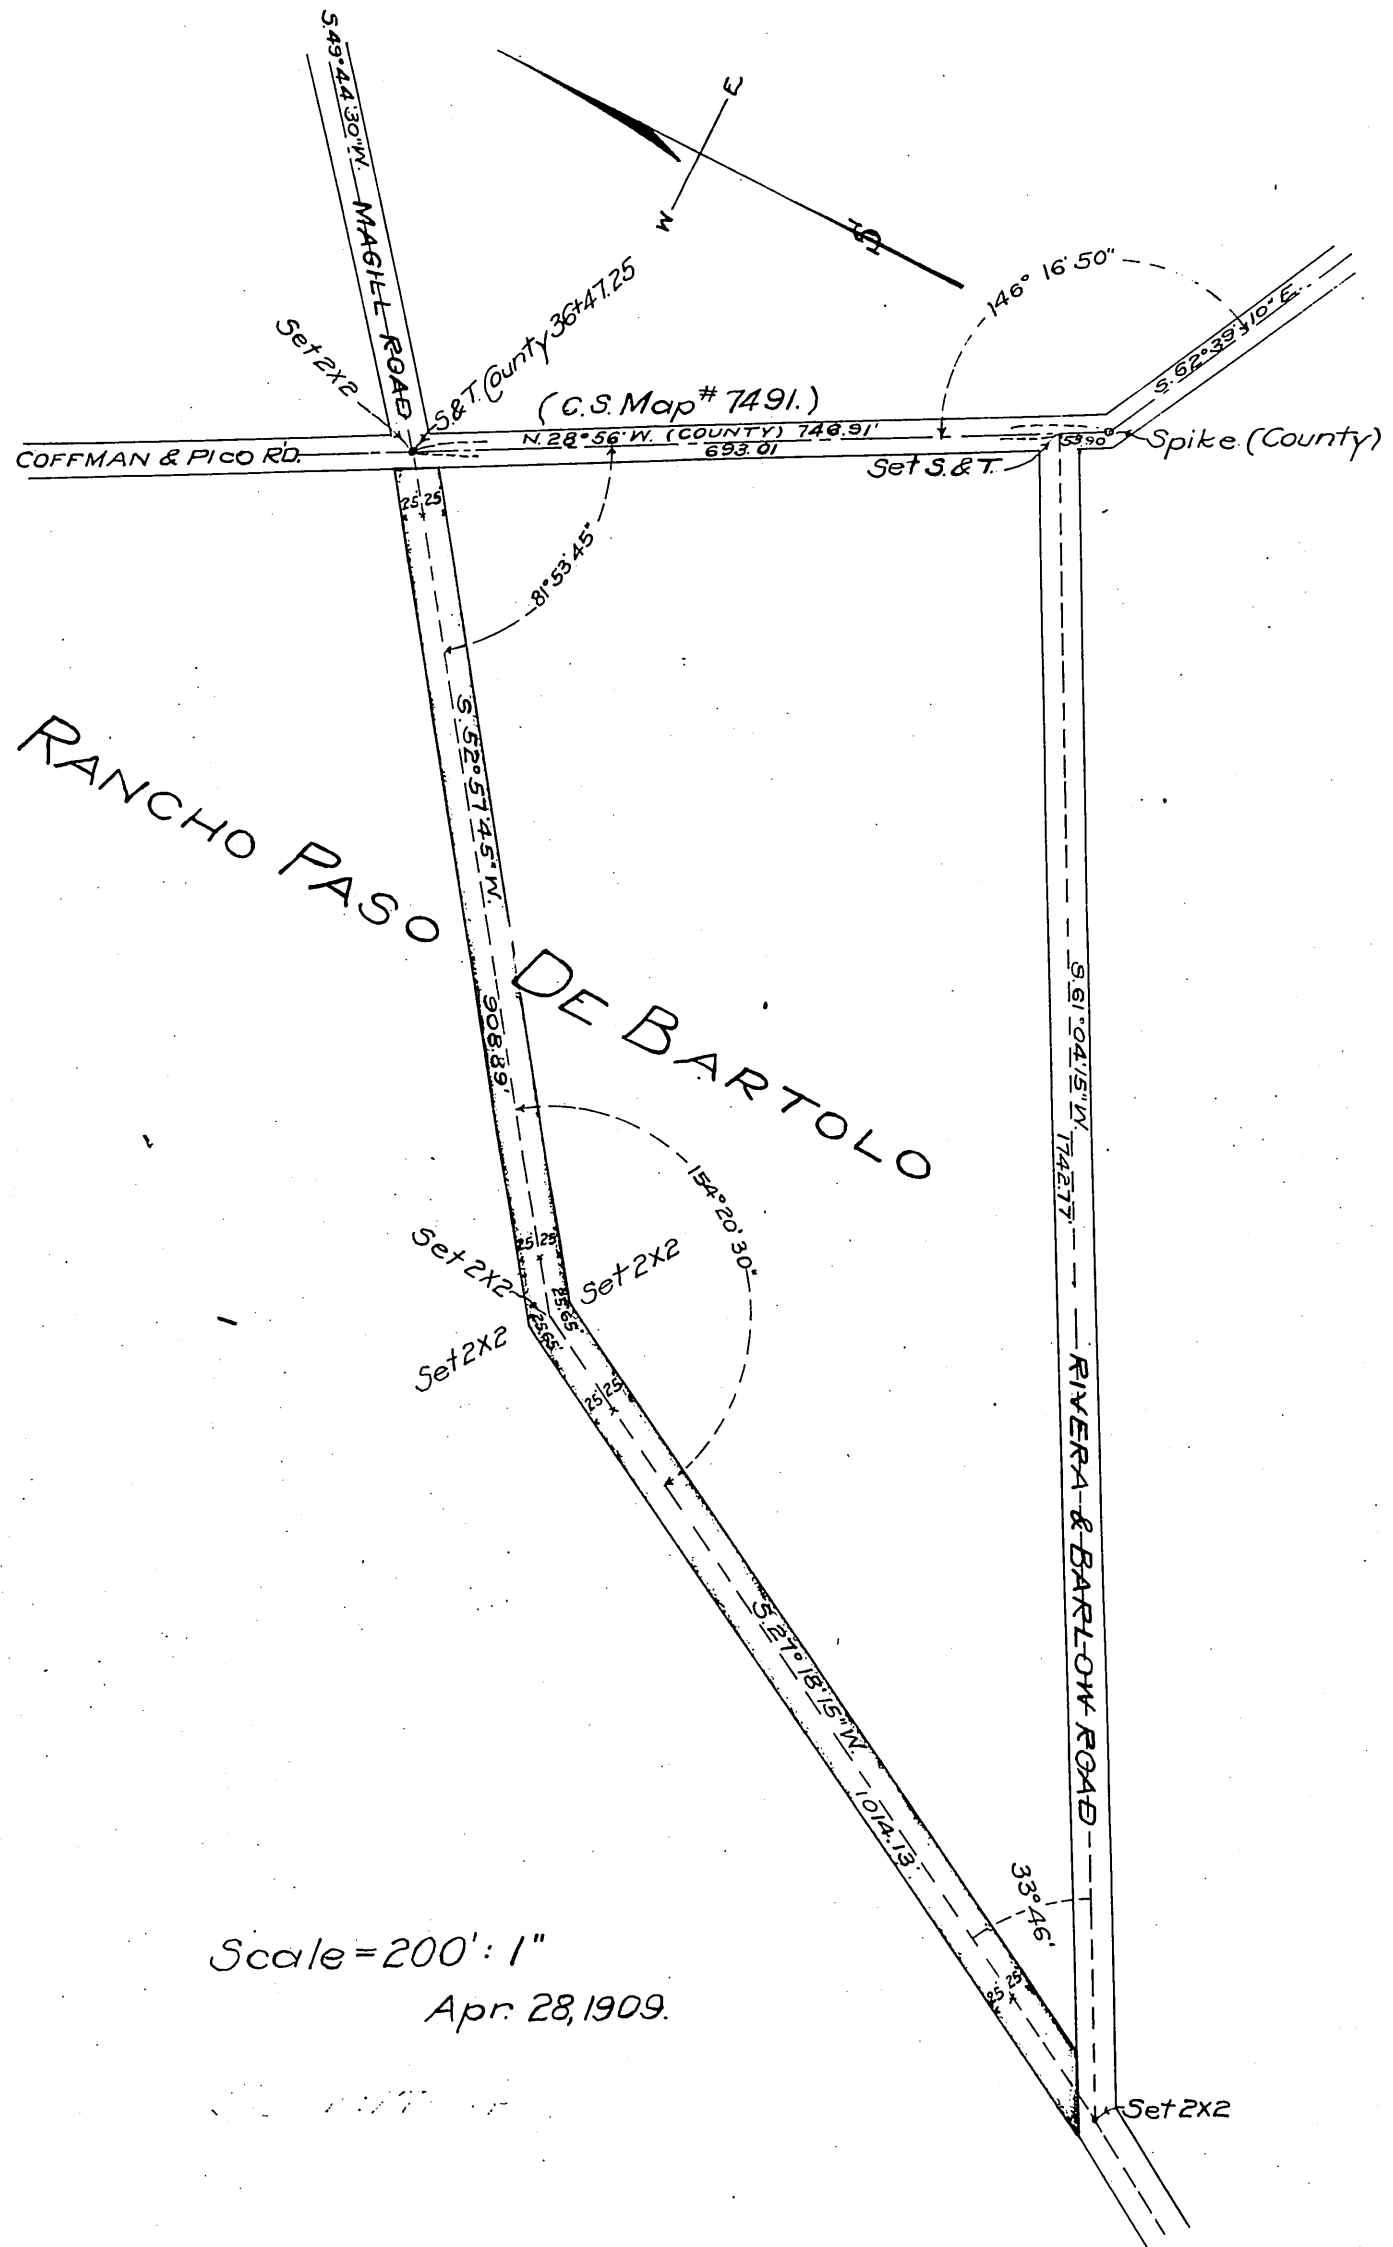 S.49°44'30"W.
MAGILL ROAD
E
W
S
Set 2X2
S.&T. County 36+47.25
(C.S. Map # 7491.)
146° 16' 50"
S. 62°39'10" E.
COFFMAN & PICO RD.
N. 28°56' W. (COUNTY) 746.91'
693.01
53.90
Spike. (County)
Set S.&T.
25 25
81°53'45"
S. 52°57'45" W.
908.89'
RANCHO PASO DE BARTOLO
S. 61°04'15" W.
1742.77'
154°20'30"
25 25
Set 2X2
Set 2X2
25.65'
25.65'
Set 2X2
25 25
RIVERA & BARLOW ROAD
S. 27°18'15" W.
1014.13'
33°46'
25' 25'
Scale = 200' : 1"
Apr. 28, 1909.
Set 2X2